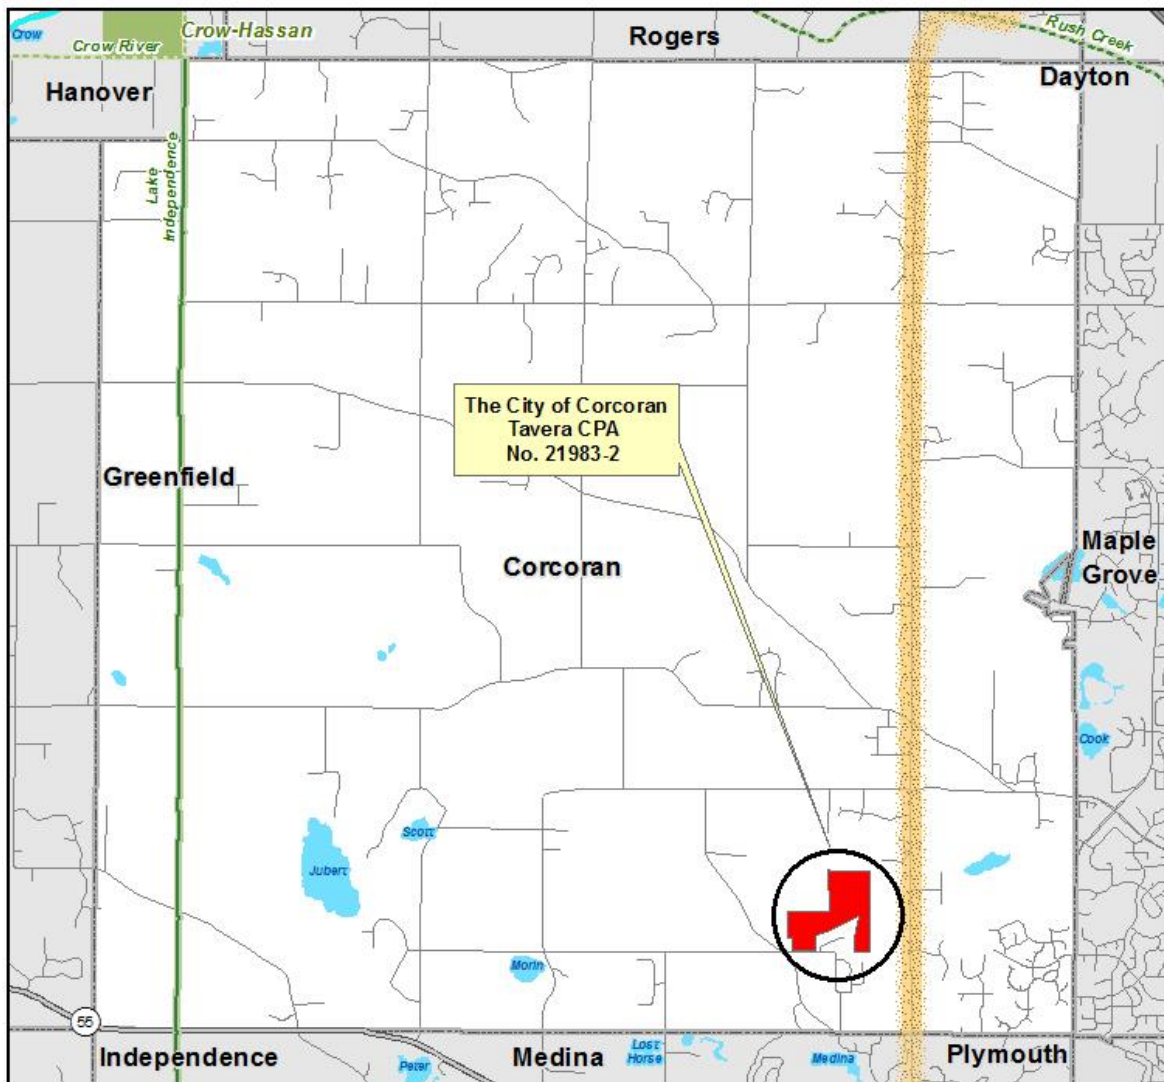 Crow
Crow-Hassan
Crow River
Rogers
Rush Creek
Hanover
Dayton
Lake
Independence
The City of Corcoran
Tavera CPA
No. 21983-2
Greenfield
Corcoran
Maple
Grove
Cook
Scott
Jubert
Morin
55
Independence
Peter
Medina
Lost
Horse
Medina
Plymouth